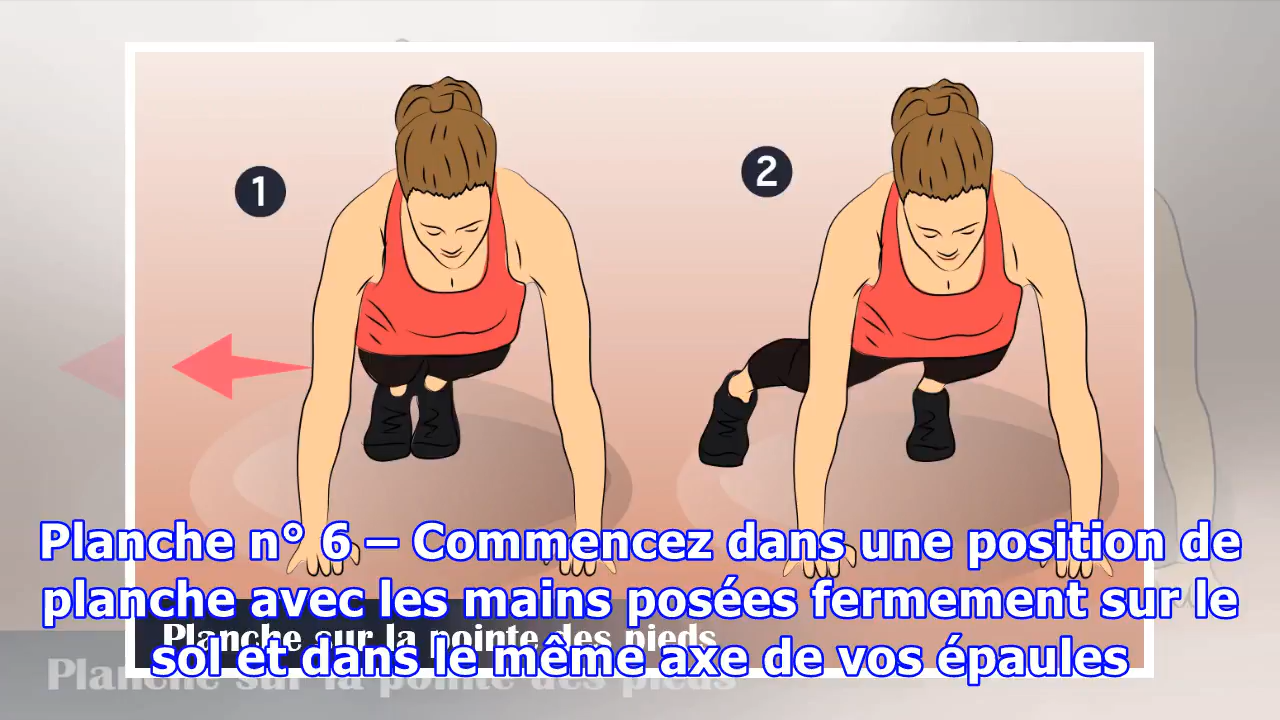 1
2
Planche n° 6 – Commencez dans une position de
planche avec les mains posées fermement sur le
Planche sur la pointe des pieds
sol et dans le même axe de vos épaules
Planche sur la pointe des pieds